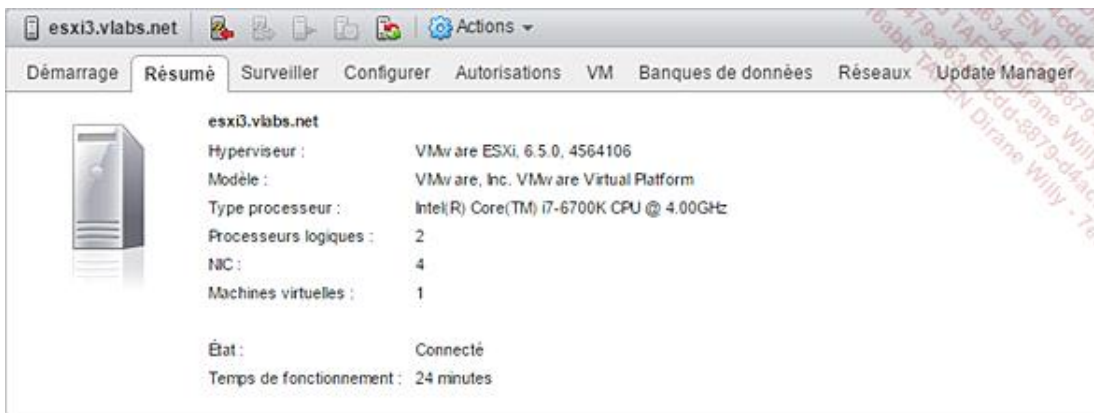 esxi3.vlabs.net Actions
Démarrage Résumé Surveiller Configurer Autorisations VM Banques de données Réseaux Update Manager
esxi3.vlabs.net
Hyperviseur : VMware ESXi, 6.5.0, 4564106
Modèle : VMware, Inc. VMware Virtual Platform
Type processeur : Intel(R) Core(TM) i7-6700K CPU @ 4.00GHz
Processeurs logiques : 2
NIC : 4
Machines virtuelles : 1
État : Connecté
Temps de fonctionnement : 24 minutes
TAFEN Dirane Willy